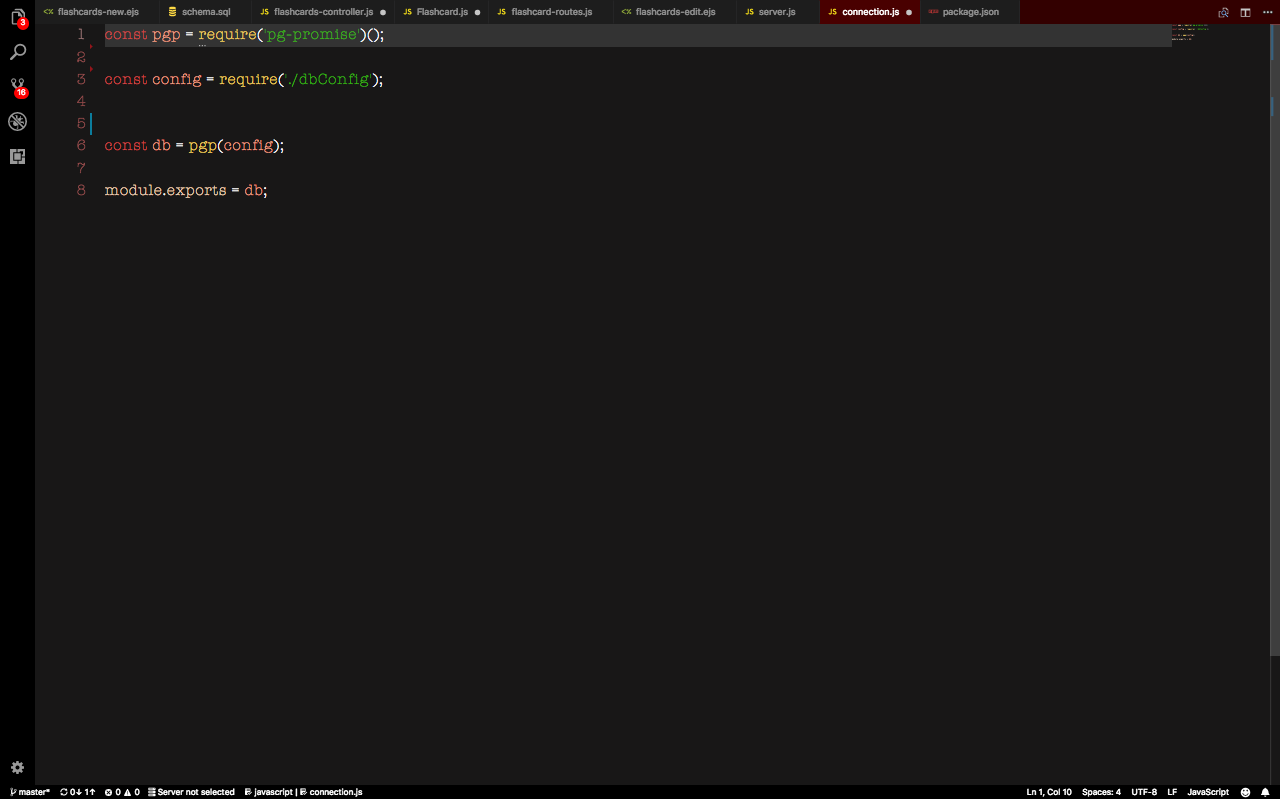 flashcards-new.ejs schema.sql JS flashcards-controller.js JS Flashcard.js JS flashcard-routes.js flashcards-edit.ejs JS server.js JS connection.js package.json
1 const pgp = require('pg-promise')();
2
3 const config = require('./dbConfig');
4
5
6 const db = pgp(config);
7
8 module.exports = db;
3
16
master* 0↓ 1↑ 0 0 Server not selected javascript | connection.js Ln 1, Col 10 Spaces: 4 UTF-8 LF JavaScript